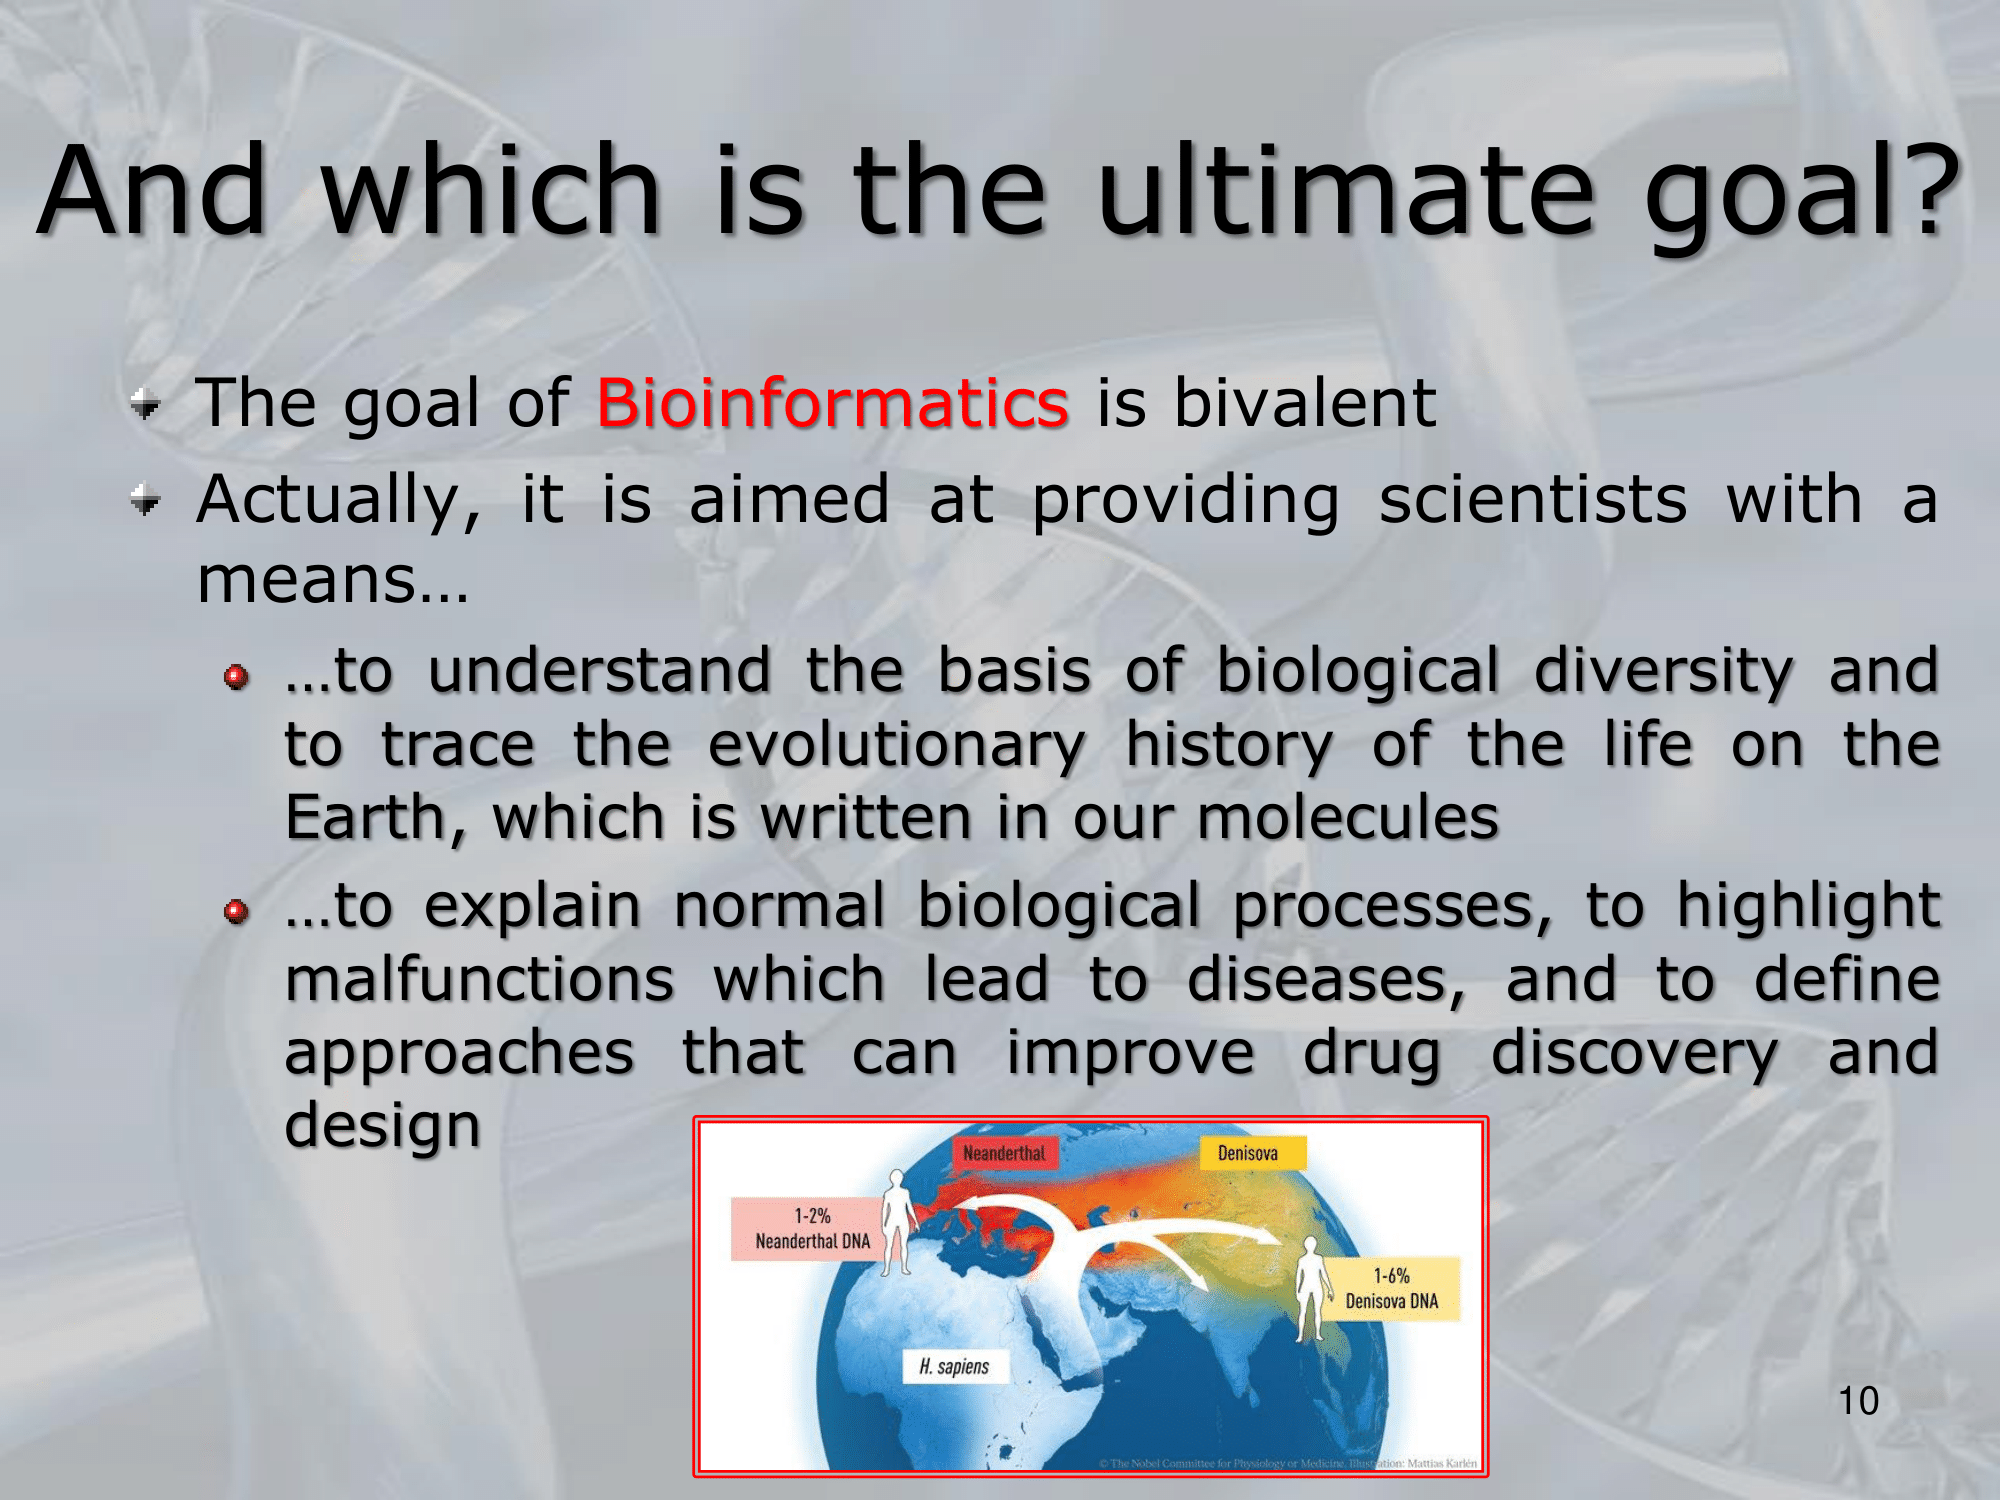 And which is the ultimate goal?
The goal of Bioinformatics is bivalent
Actually, it is aimed at providing scientists with a
means…
…to understand the basis of biological diversity and
to trace the evolutionary history of the life on the
Earth, which is written in our molecules
…to explain normal biological processes, to highlight
malfunctions which lead to diseases, and to define
approaches that can improve drug discovery and
design
Neanderthal
Denisova
1-2%
Neanderthal DNA
1-6%
Denisova DNA
H. sapiens
© The Nobel Committee for Physiology or Medicine. Illustration: Mattias Karlén
10